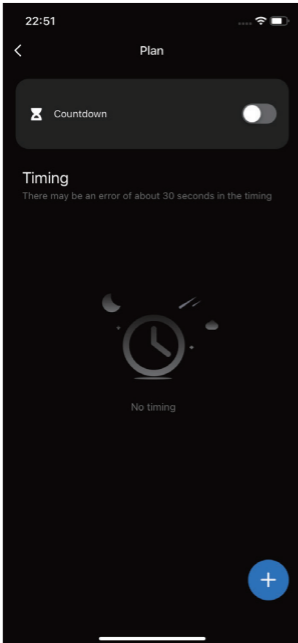 22:51
Plan
Countdown
Timing
There may be an error of about 30 seconds in the timing
No timing